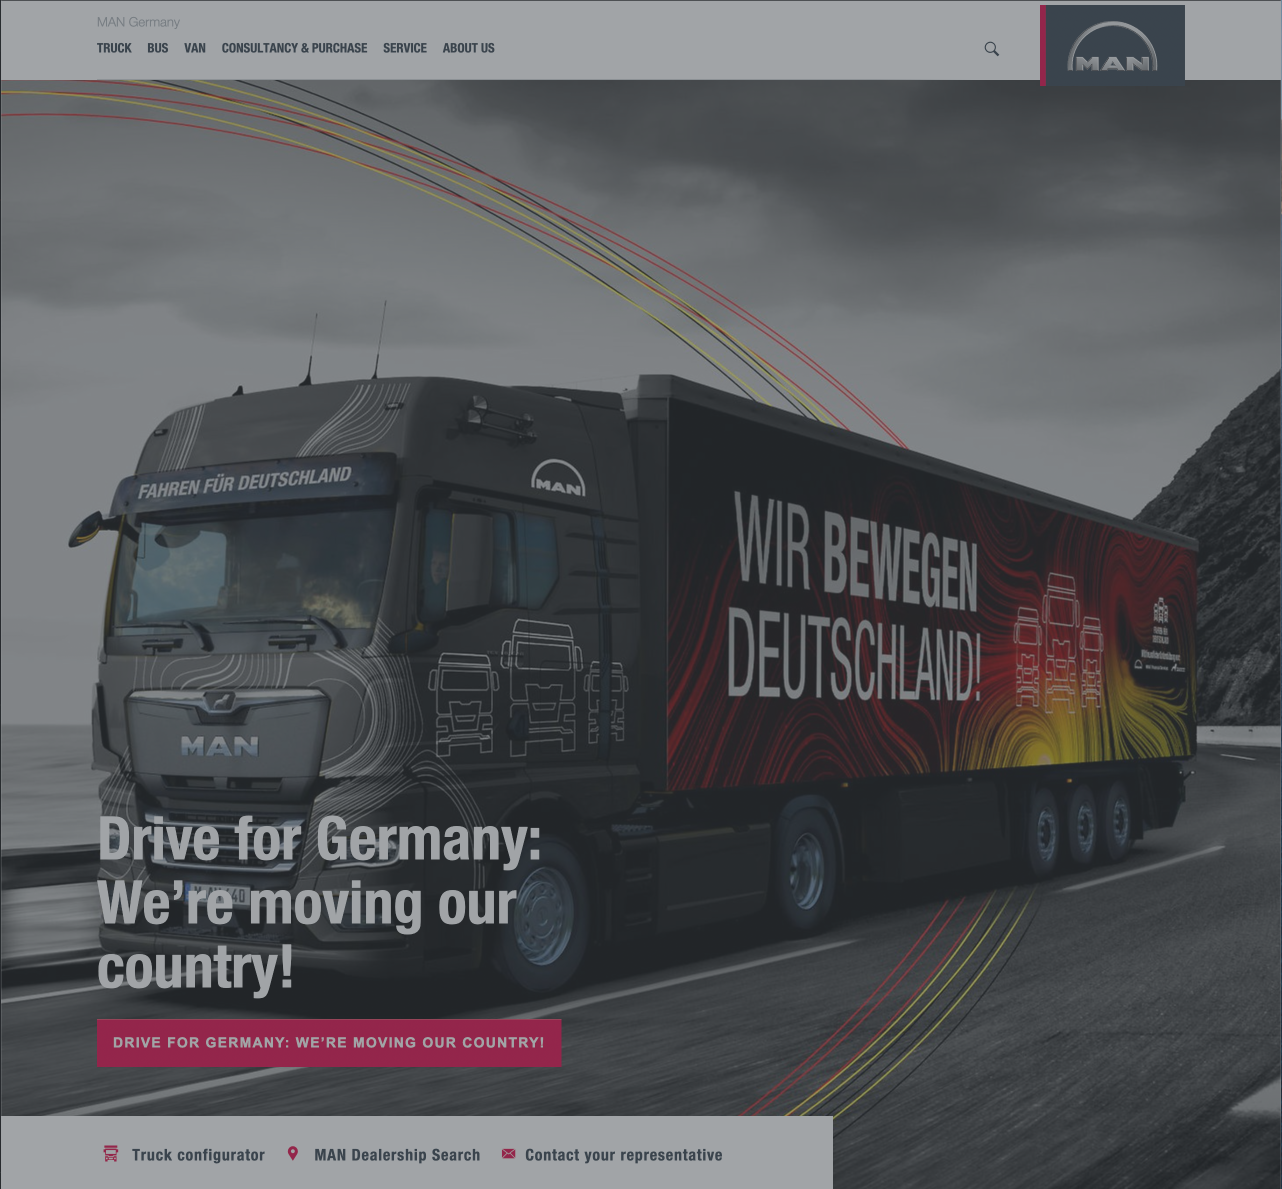 MAN Germany
TRUCK BUS VAN CONSULTANCY & PURCHASE SERVICE ABOUT US
MAN
FAHREN FÜR DEUTSCHLAND
MAN
WIR BEWEGEN
DEUTSCHLAND!
MAN
Drive for Germany:
We're moving our
country!
DRIVE FOR GERMANY: WE'RE MOVING OUR COUNTRY!
Truck configurator MAN Dealership Search Contact your representative